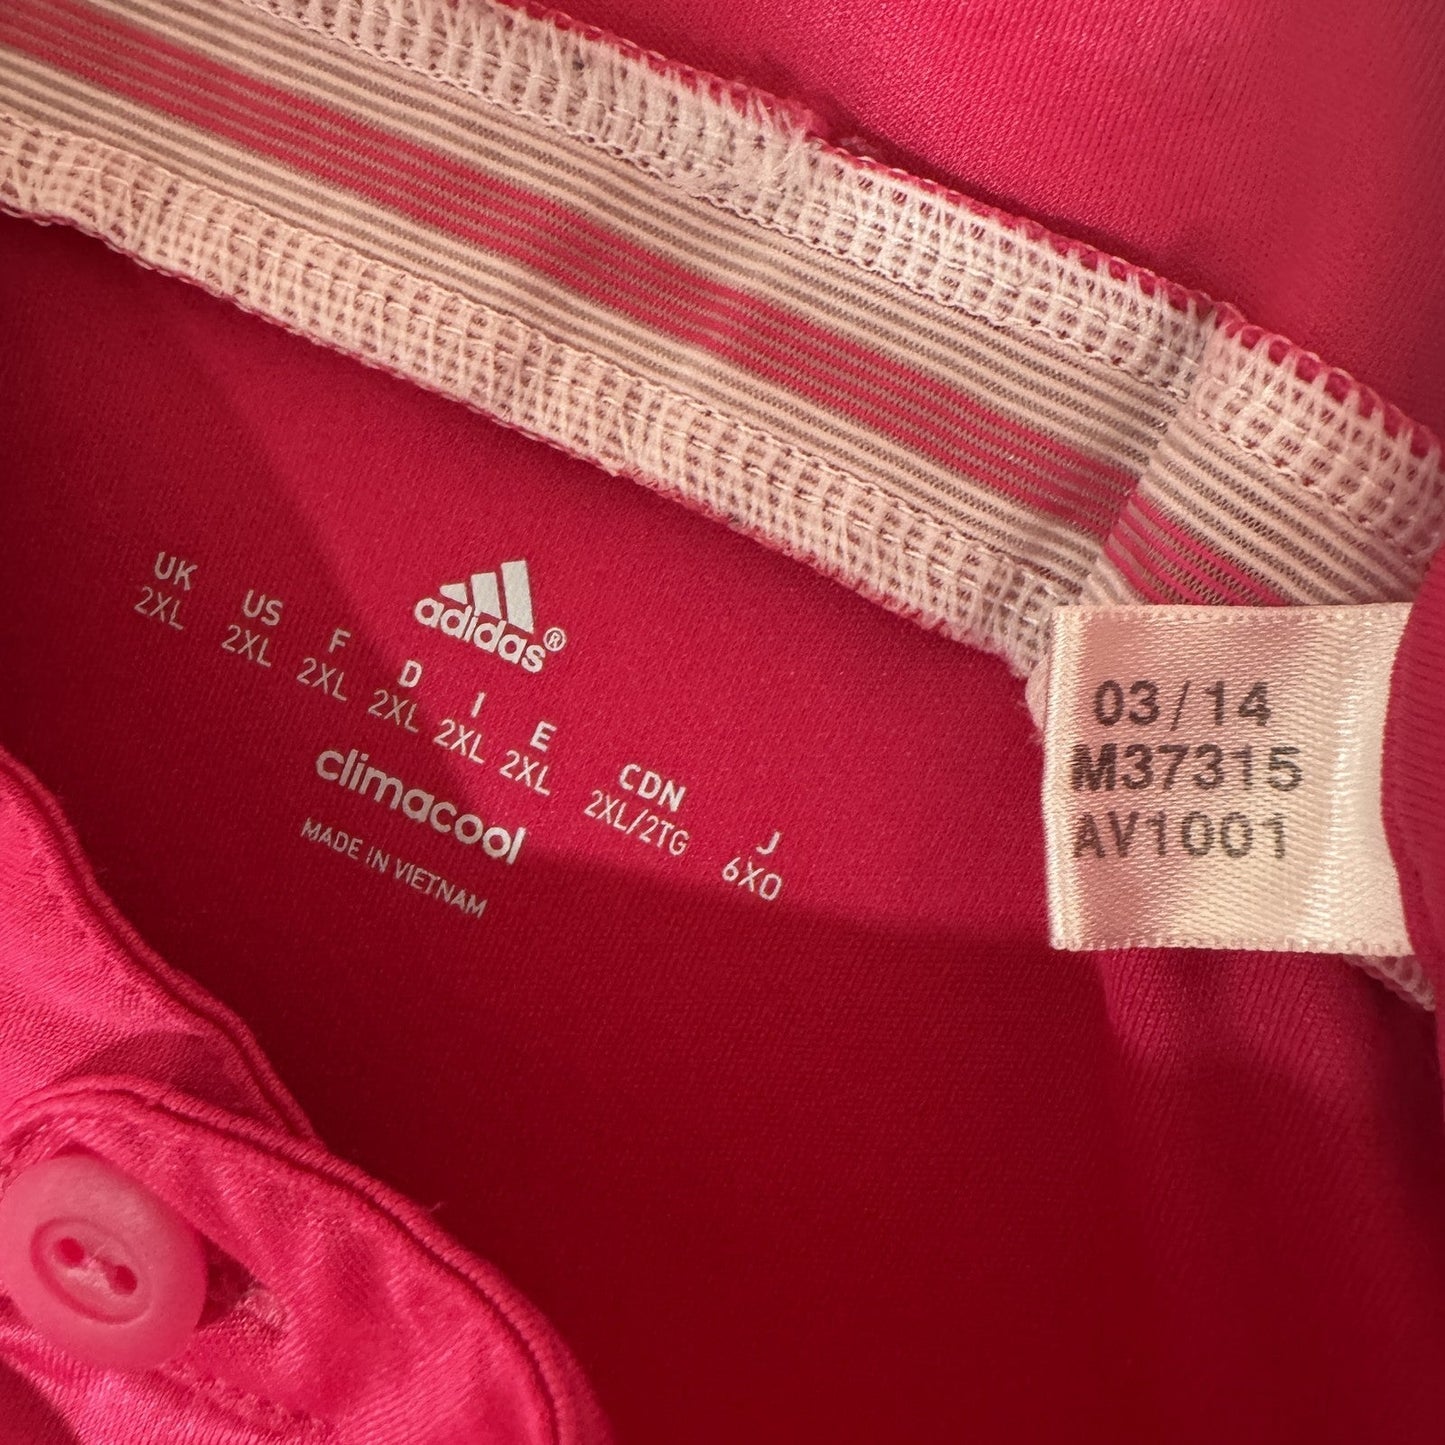 adidas®
UK US F D I E CDN J
2XL 2XL 2XL 2XL 2XL 2XL 2XL/2TG 6XO
climacool
MADE IN VIETNAM
03/14
M37315
AV1001